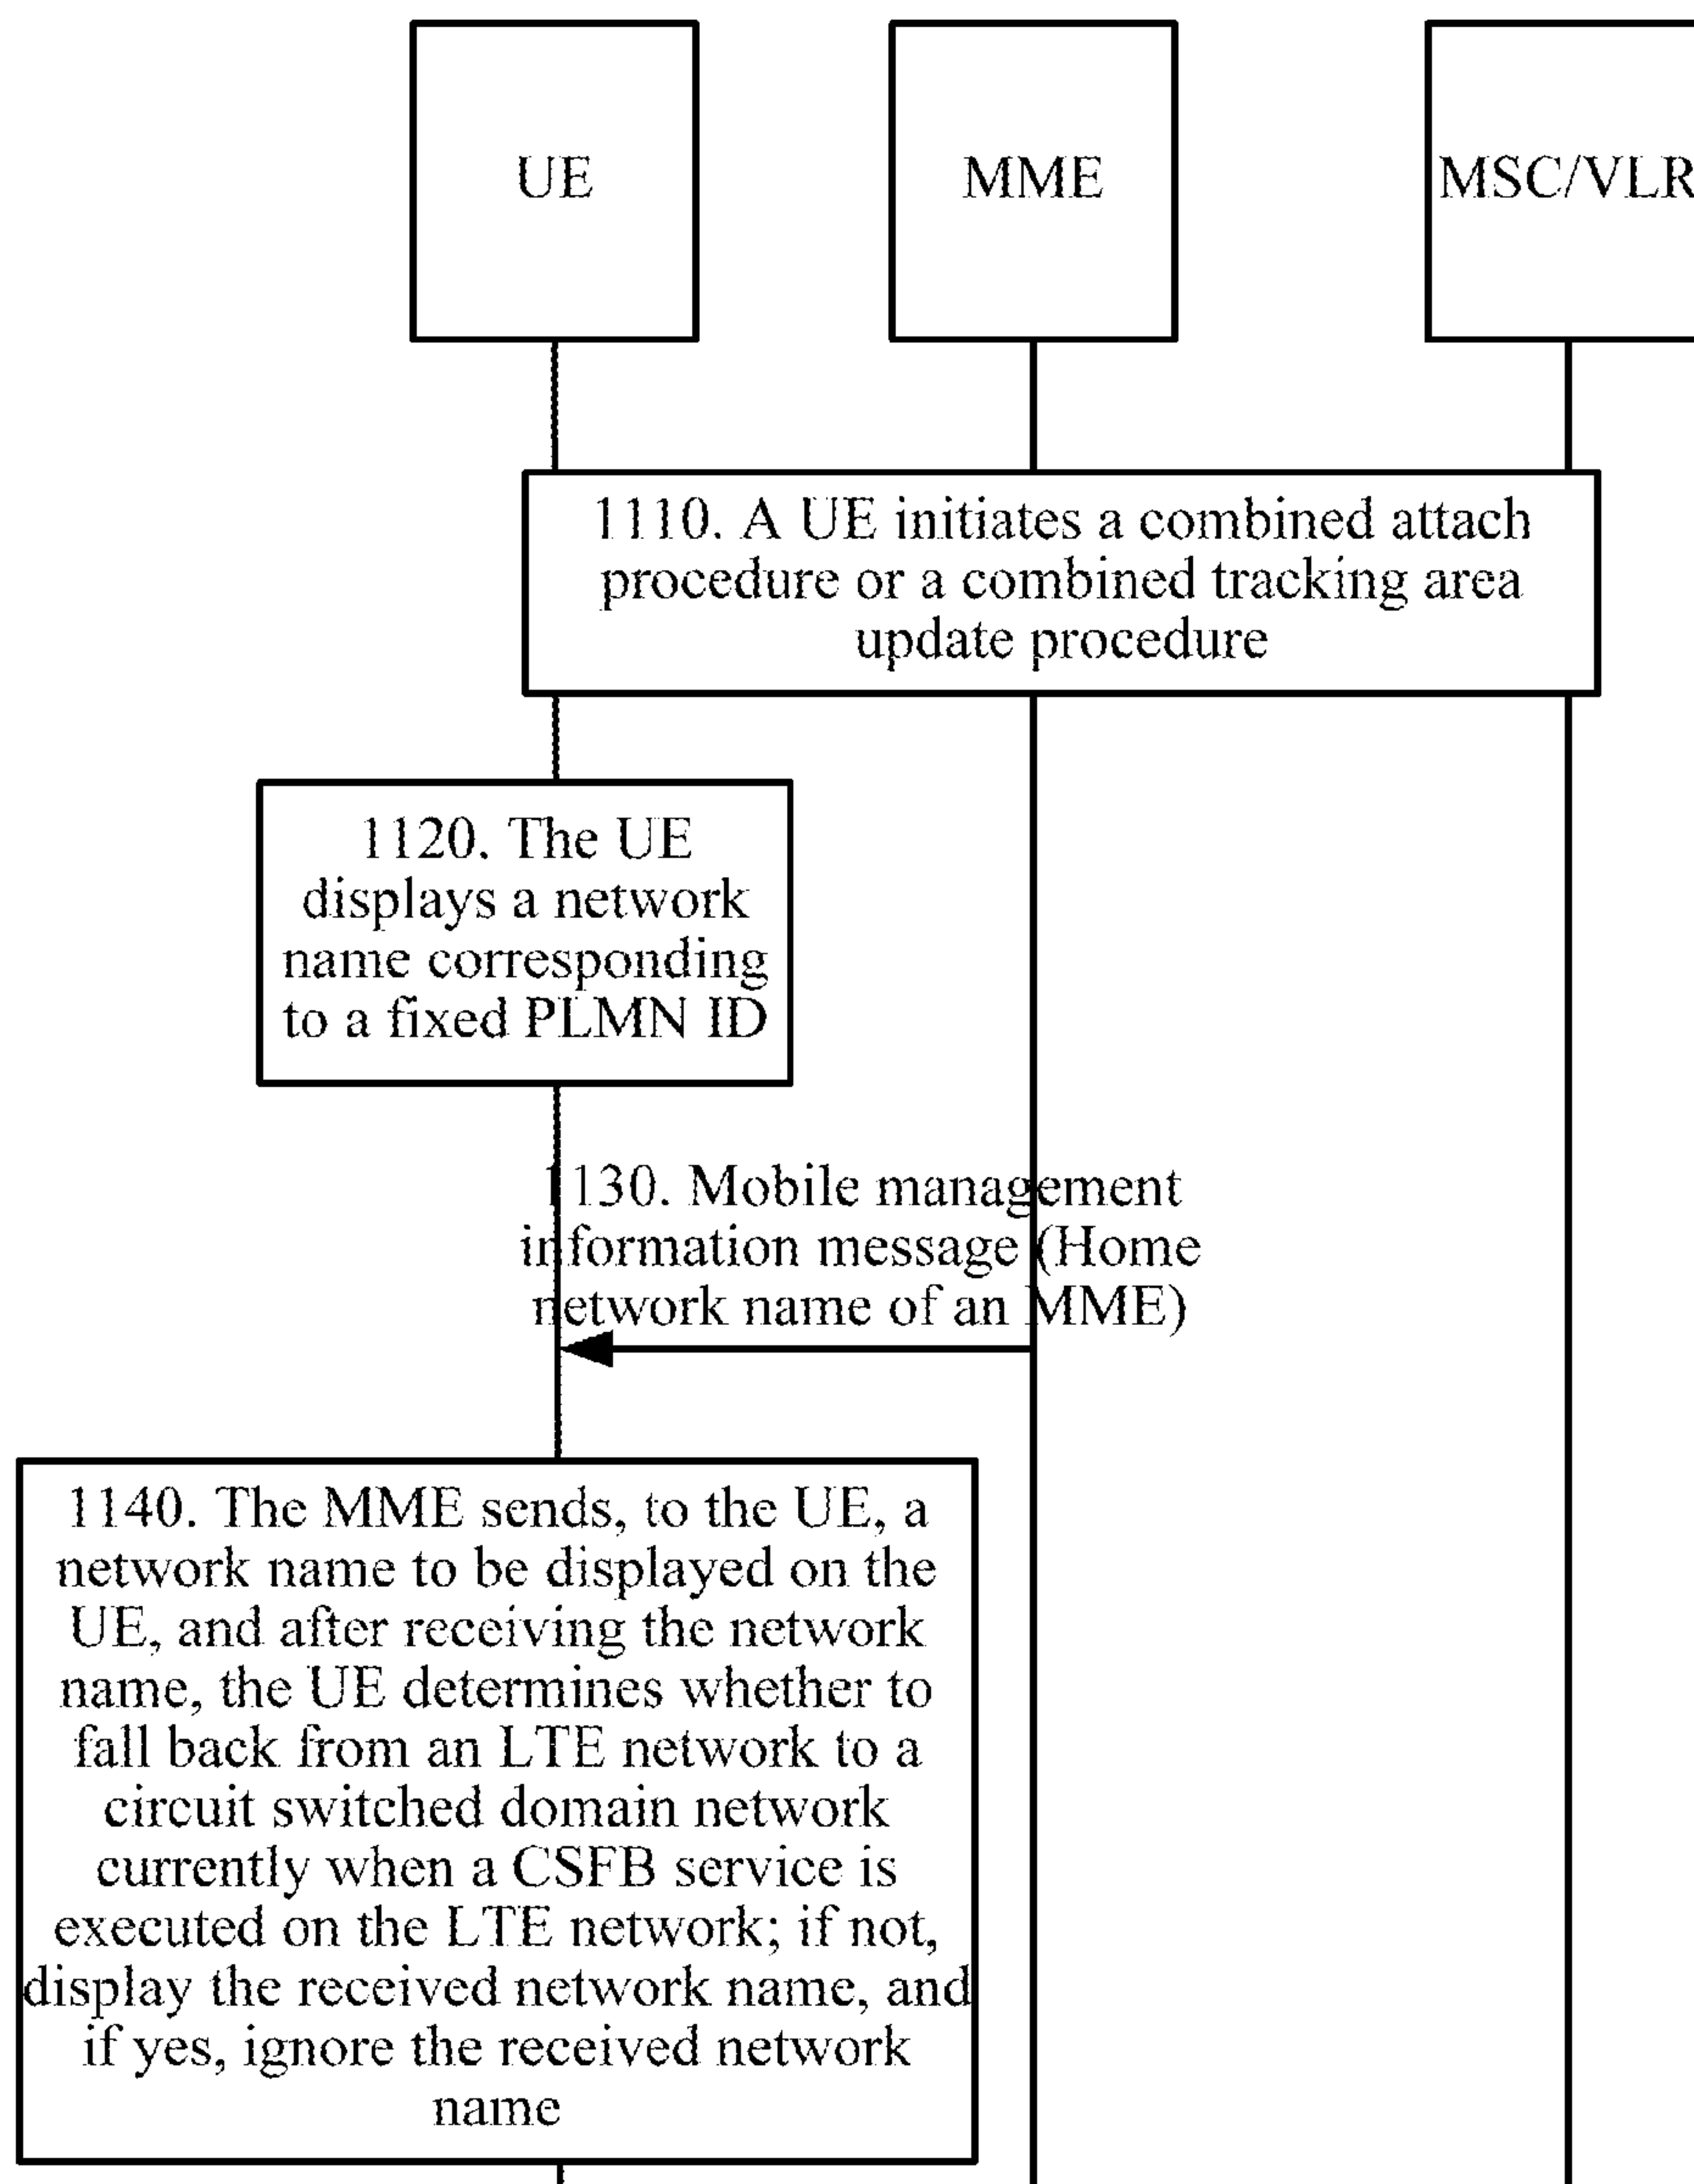 UE
MME
MSC/VLR
1110. A UE initiates a combined attach
procedure or a combined tracking area
update procedure
1120. The UE
displays a network
name corresponding
to a fixed PLMN ID
1130. Mobile management
information message (Home
network name of an MME)
1140. The MME sends, to the UE, a
network name to be displayed on the
UE, and after receiving the network
name, the UE determines whether to
fall back from an LTE network to a
circuit switched domain network
currently when a CSFB service is
executed on the LTE network; if not,
display the received network name, and
if yes, ignore the received network
name